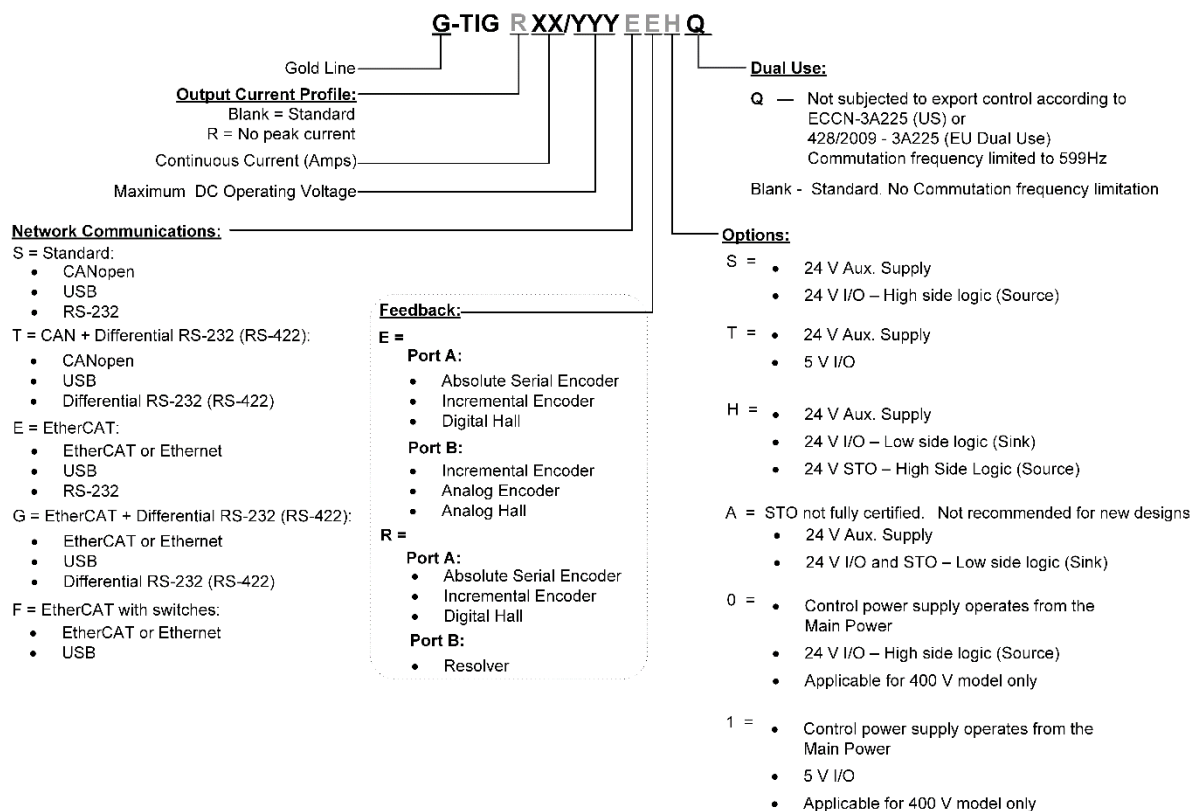 G-TIG R XX/YYY E E H Q
Gold Line
Output Current Profile:
Blank = Standard
R = No peak current
Continuous Current (Amps)
Maximum DC Operating Voltage
Network Communications:
S = Standard:
• CANopen
• USB
• RS-232
T = CAN + Differential RS-232 (RS-422):
• CANopen
• USB
• Differential RS-232 (RS-422)
E = EtherCAT:
• EtherCAT or Ethernet
• USB
• RS-232
G = EtherCAT + Differential RS-232 (RS-422):
• EtherCAT or Ethernet
• USB
• Differential RS-232 (RS-422)
F = EtherCAT with switches:
• EtherCAT or Ethernet
• USB
Feedback:
E =
Port A:
• Absolute Serial Encoder
• Incremental Encoder
• Digital Hall
Port B:
• Incremental Encoder
• Analog Encoder
• Analog Hall
R =
Port A:
• Absolute Serial Encoder
• Incremental Encoder
• Digital Hall
Port B:
• Resolver
Dual Use:
Q — Not subjected to export control according to
ECCN-3A225 (US) or
428/2009 - 3A225 (EU Dual Use)
Commutation frequency limited to 599Hz
Blank - Standard. No Commutation frequency limitation
Options:
S = • 24 V Aux. Supply
• 24 V I/O – High side logic (Source)
T = • 24 V Aux. Supply
• 5 V I/O
H = • 24 V Aux. Supply
• 24 V I/O – Low side logic (Sink)
• 24 V STO – High Side Logic (Source)
A = STO not fully certified. Not recommended for new designs
• 24 V Aux. Supply
• 24 V I/O and STO – Low side logic (Sink)
0 = • Control power supply operates from the
Main Power
• 24 V I/O – High side logic (Source)
• Applicable for 400 V model only
1 = • Control power supply operates from the
Main Power
• 5 V I/O
• Applicable for 400 V model only